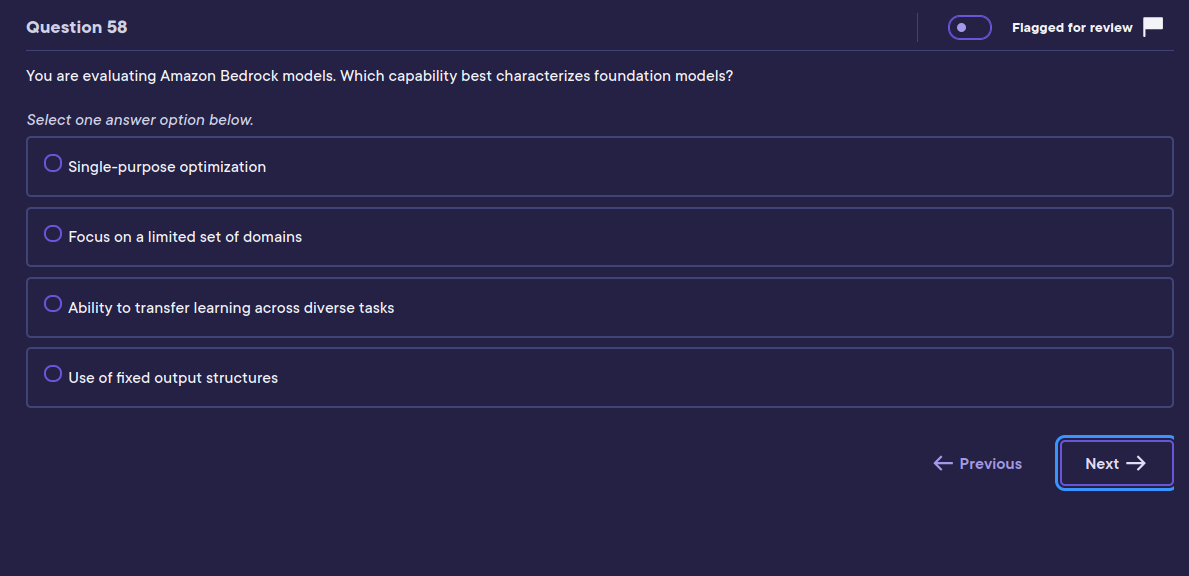 Question 58
Flagged for review
You are evaluating Amazon Bedrock models. Which capability best characterizes foundation models?
Select one answer option below.
Single-purpose optimization
Focus on a limited set of domains
Ability to transfer learning across diverse tasks
Use of fixed output structures
Previous
Next